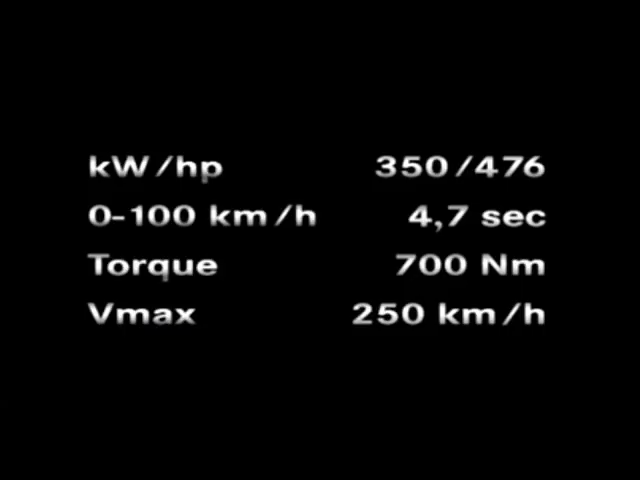 kW/hp 350/476
0-100 km/h 4,7 sec
Torque 700 Nm
Vmax 250 km/h